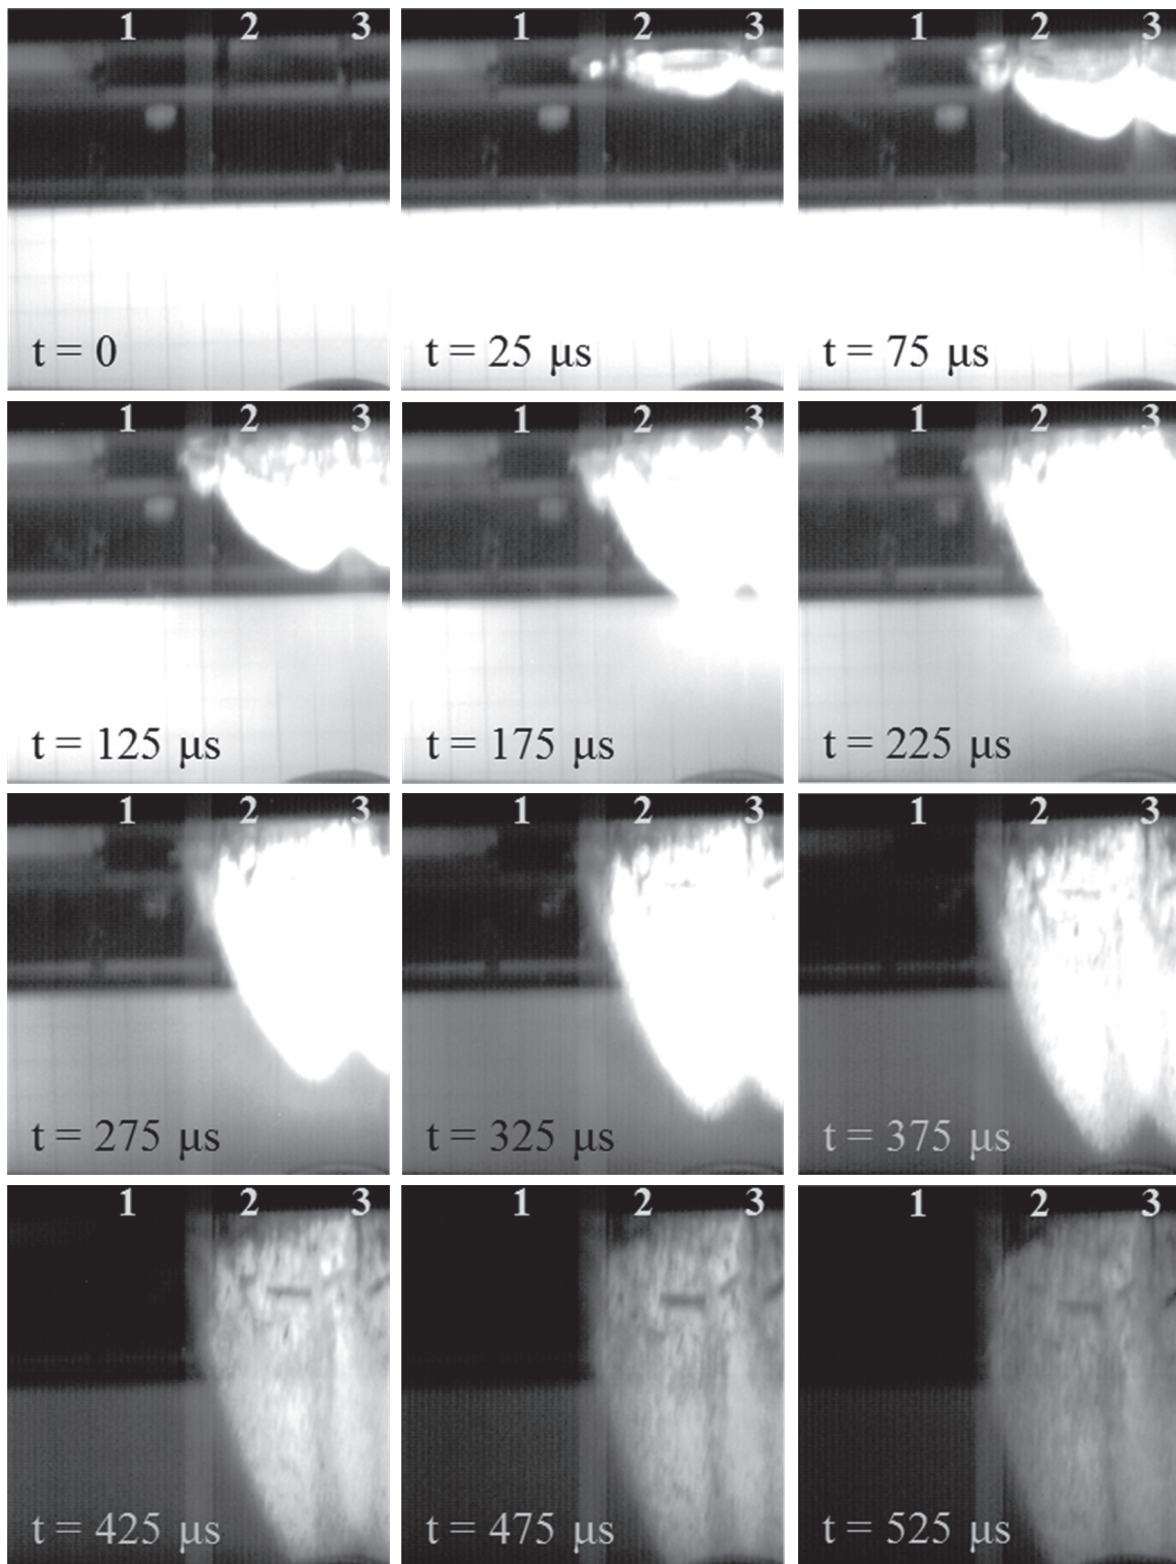 1 2 3
t = 0
1 2 3
t = 25 μs
1 2 3
t = 75 μs
1 2 3
t = 125 μs
1 2 3
t = 175 μs
1 2 3
t = 225 μs
1 2 3
t = 275 μs
1 2 3
t = 325 μs
1 2 3
t = 375 μs
1 2 3
t = 425 μs
1 2 3
t = 475 μs
1 2 3
t = 525 μs